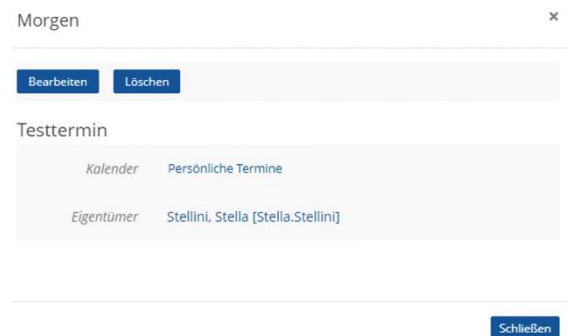 Morgen ×
Bearbeiten Löschen
Testtermin
Kalender Persönliche Termine
Eigentümer Stellini, Stella [Stella.Stellini]
Schließen